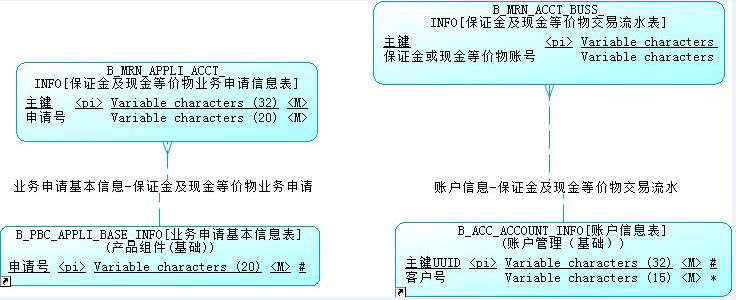 B_MRN_APPLI_ACCT_
INFO[保证金及现金等价物业务申请信息表]
主键 <pi> Variable characters (32) <M>
申请号 Variable characters (20) <M>
业务申请基本信息-保证金及现金等价物业务申请
B_PBC_APPLI_BASE_INFO[业务申请基本信息表]
(产品组件(基础))
申请号 <pi> Variable characters (20) <M> #
B_MRN_ACCT_BUSS_
INFO[保证金及现金等价物交易流水表]
主键 <pi> Variable characters
保证金或现金等价物账号 Variable characters
账户信息-保证金及现金等价物交易流水
B_ACC_ACCOUNT_INFO[账户信息表]
(账户管理（基础）)
主键UUID <pi> Variable characters (32) <M> #
客户号 Variable characters (15) <M> *